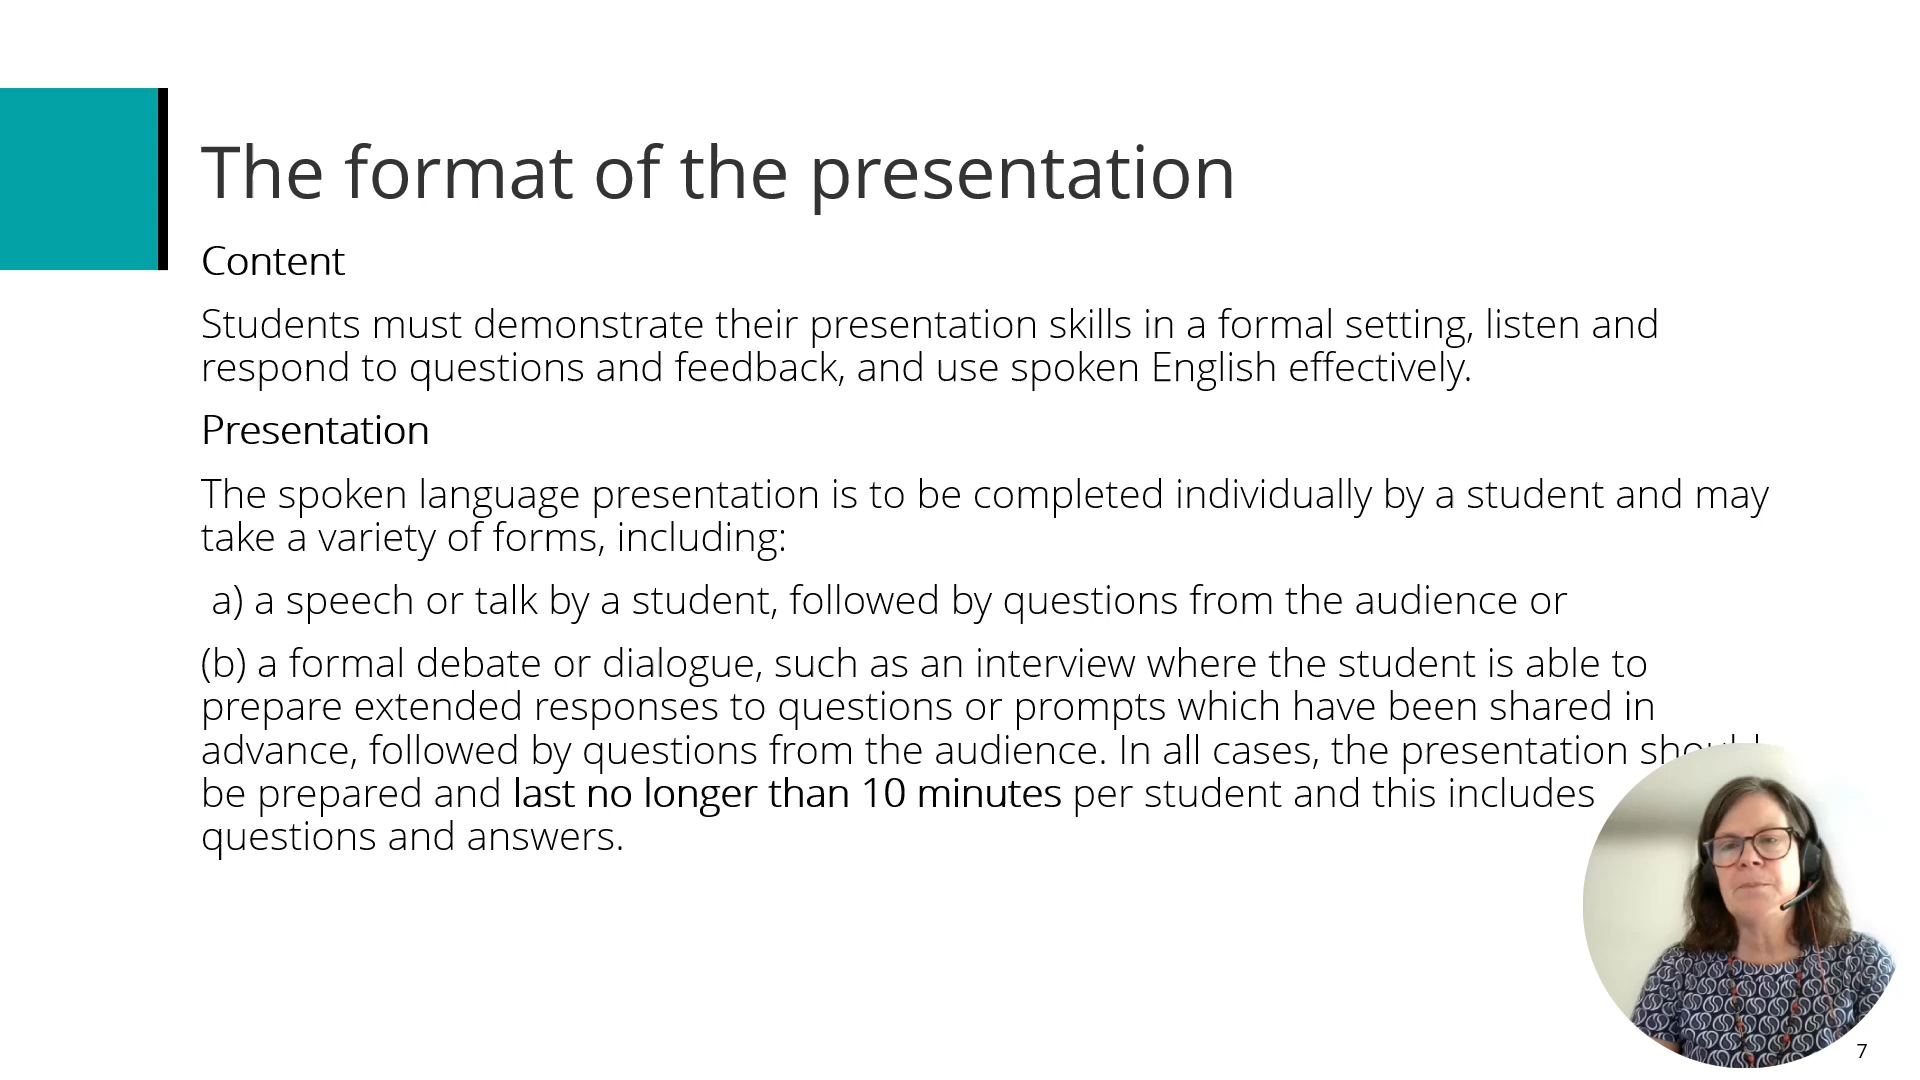 The format of the presentation
Content
Students must demonstrate their presentation skills in a formal setting, listen and
respond to questions and feedback, and use spoken English effectively.
Presentation
The spoken language presentation is to be completed individually by a student and may
take a variety of forms, including:
a) a speech or talk by a student, followed by questions from the audience or
(b) a formal debate or dialogue, such as an interview where the student is able to
prepare extended responses to questions or prompts which have been shared in
advance, followed by questions from the audience. In all cases, the presentation should
be prepared and last no longer than 10 minutes per student and this includes
questions and answers.
7